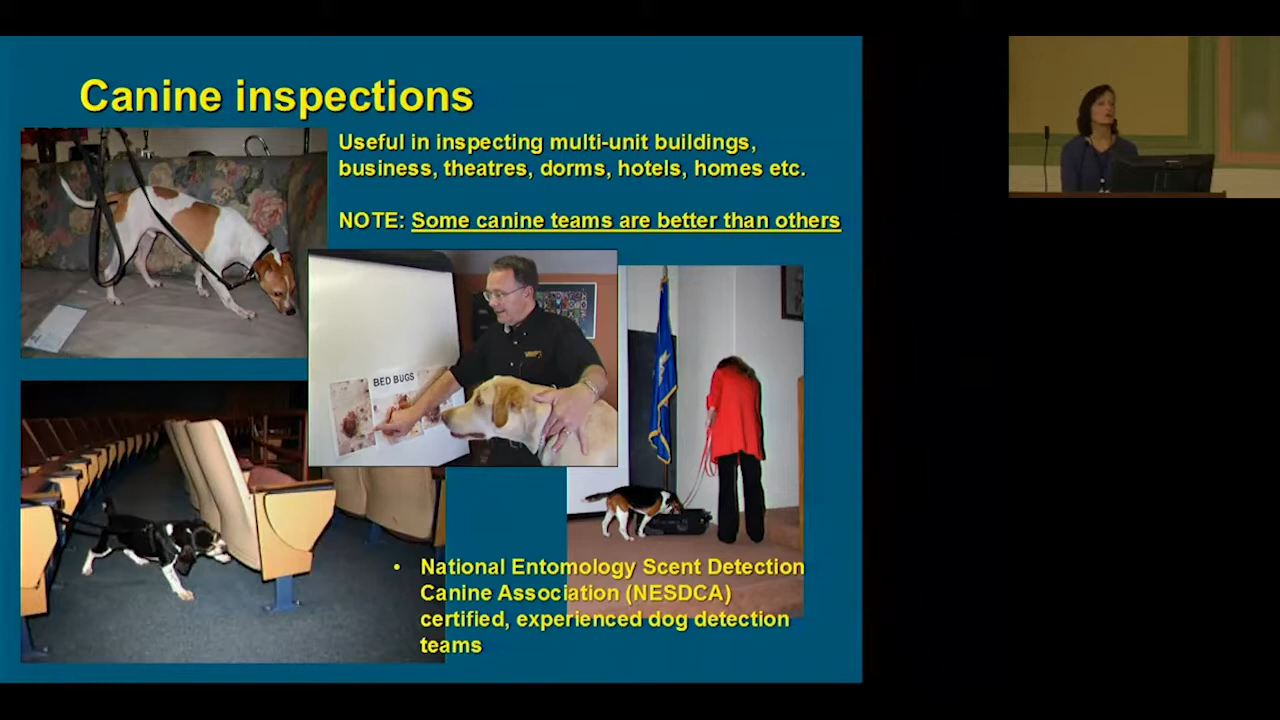 Canine inspections
Useful in inspecting multi-unit buildings,
business, theatres, dorms, hotels, homes etc.
NOTE: Some canine teams are better than others
BED BUGS
• National Entomology Scent Detection
Canine Association (NESDCA)
certified, experienced dog detection
teams